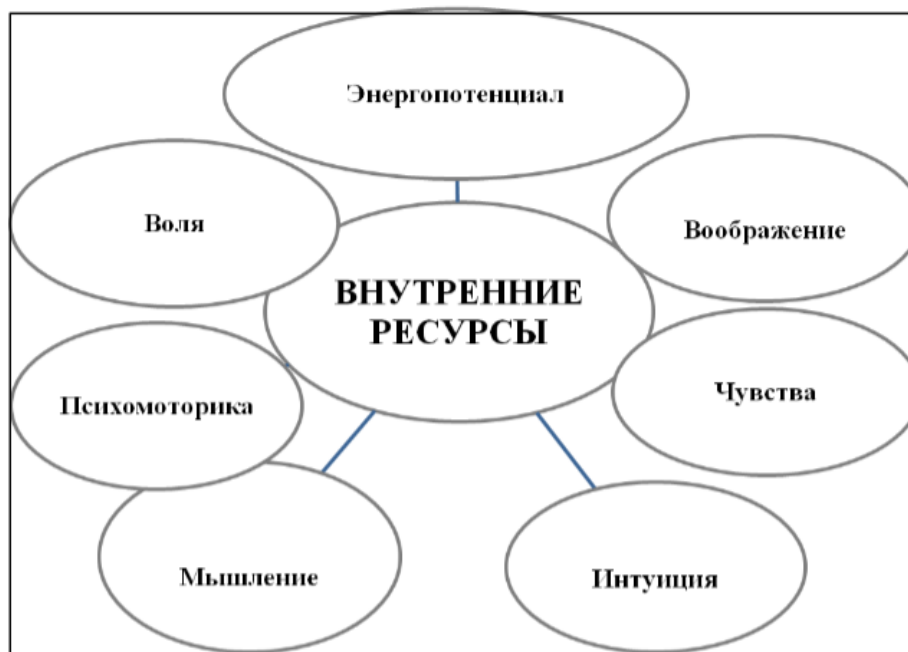 Энергопотенциал
Воля
Воображение
ВНУТРЕННИЕ
РЕСУРСЫ
Психомоторика
Чувства
Мышление
Интуиция